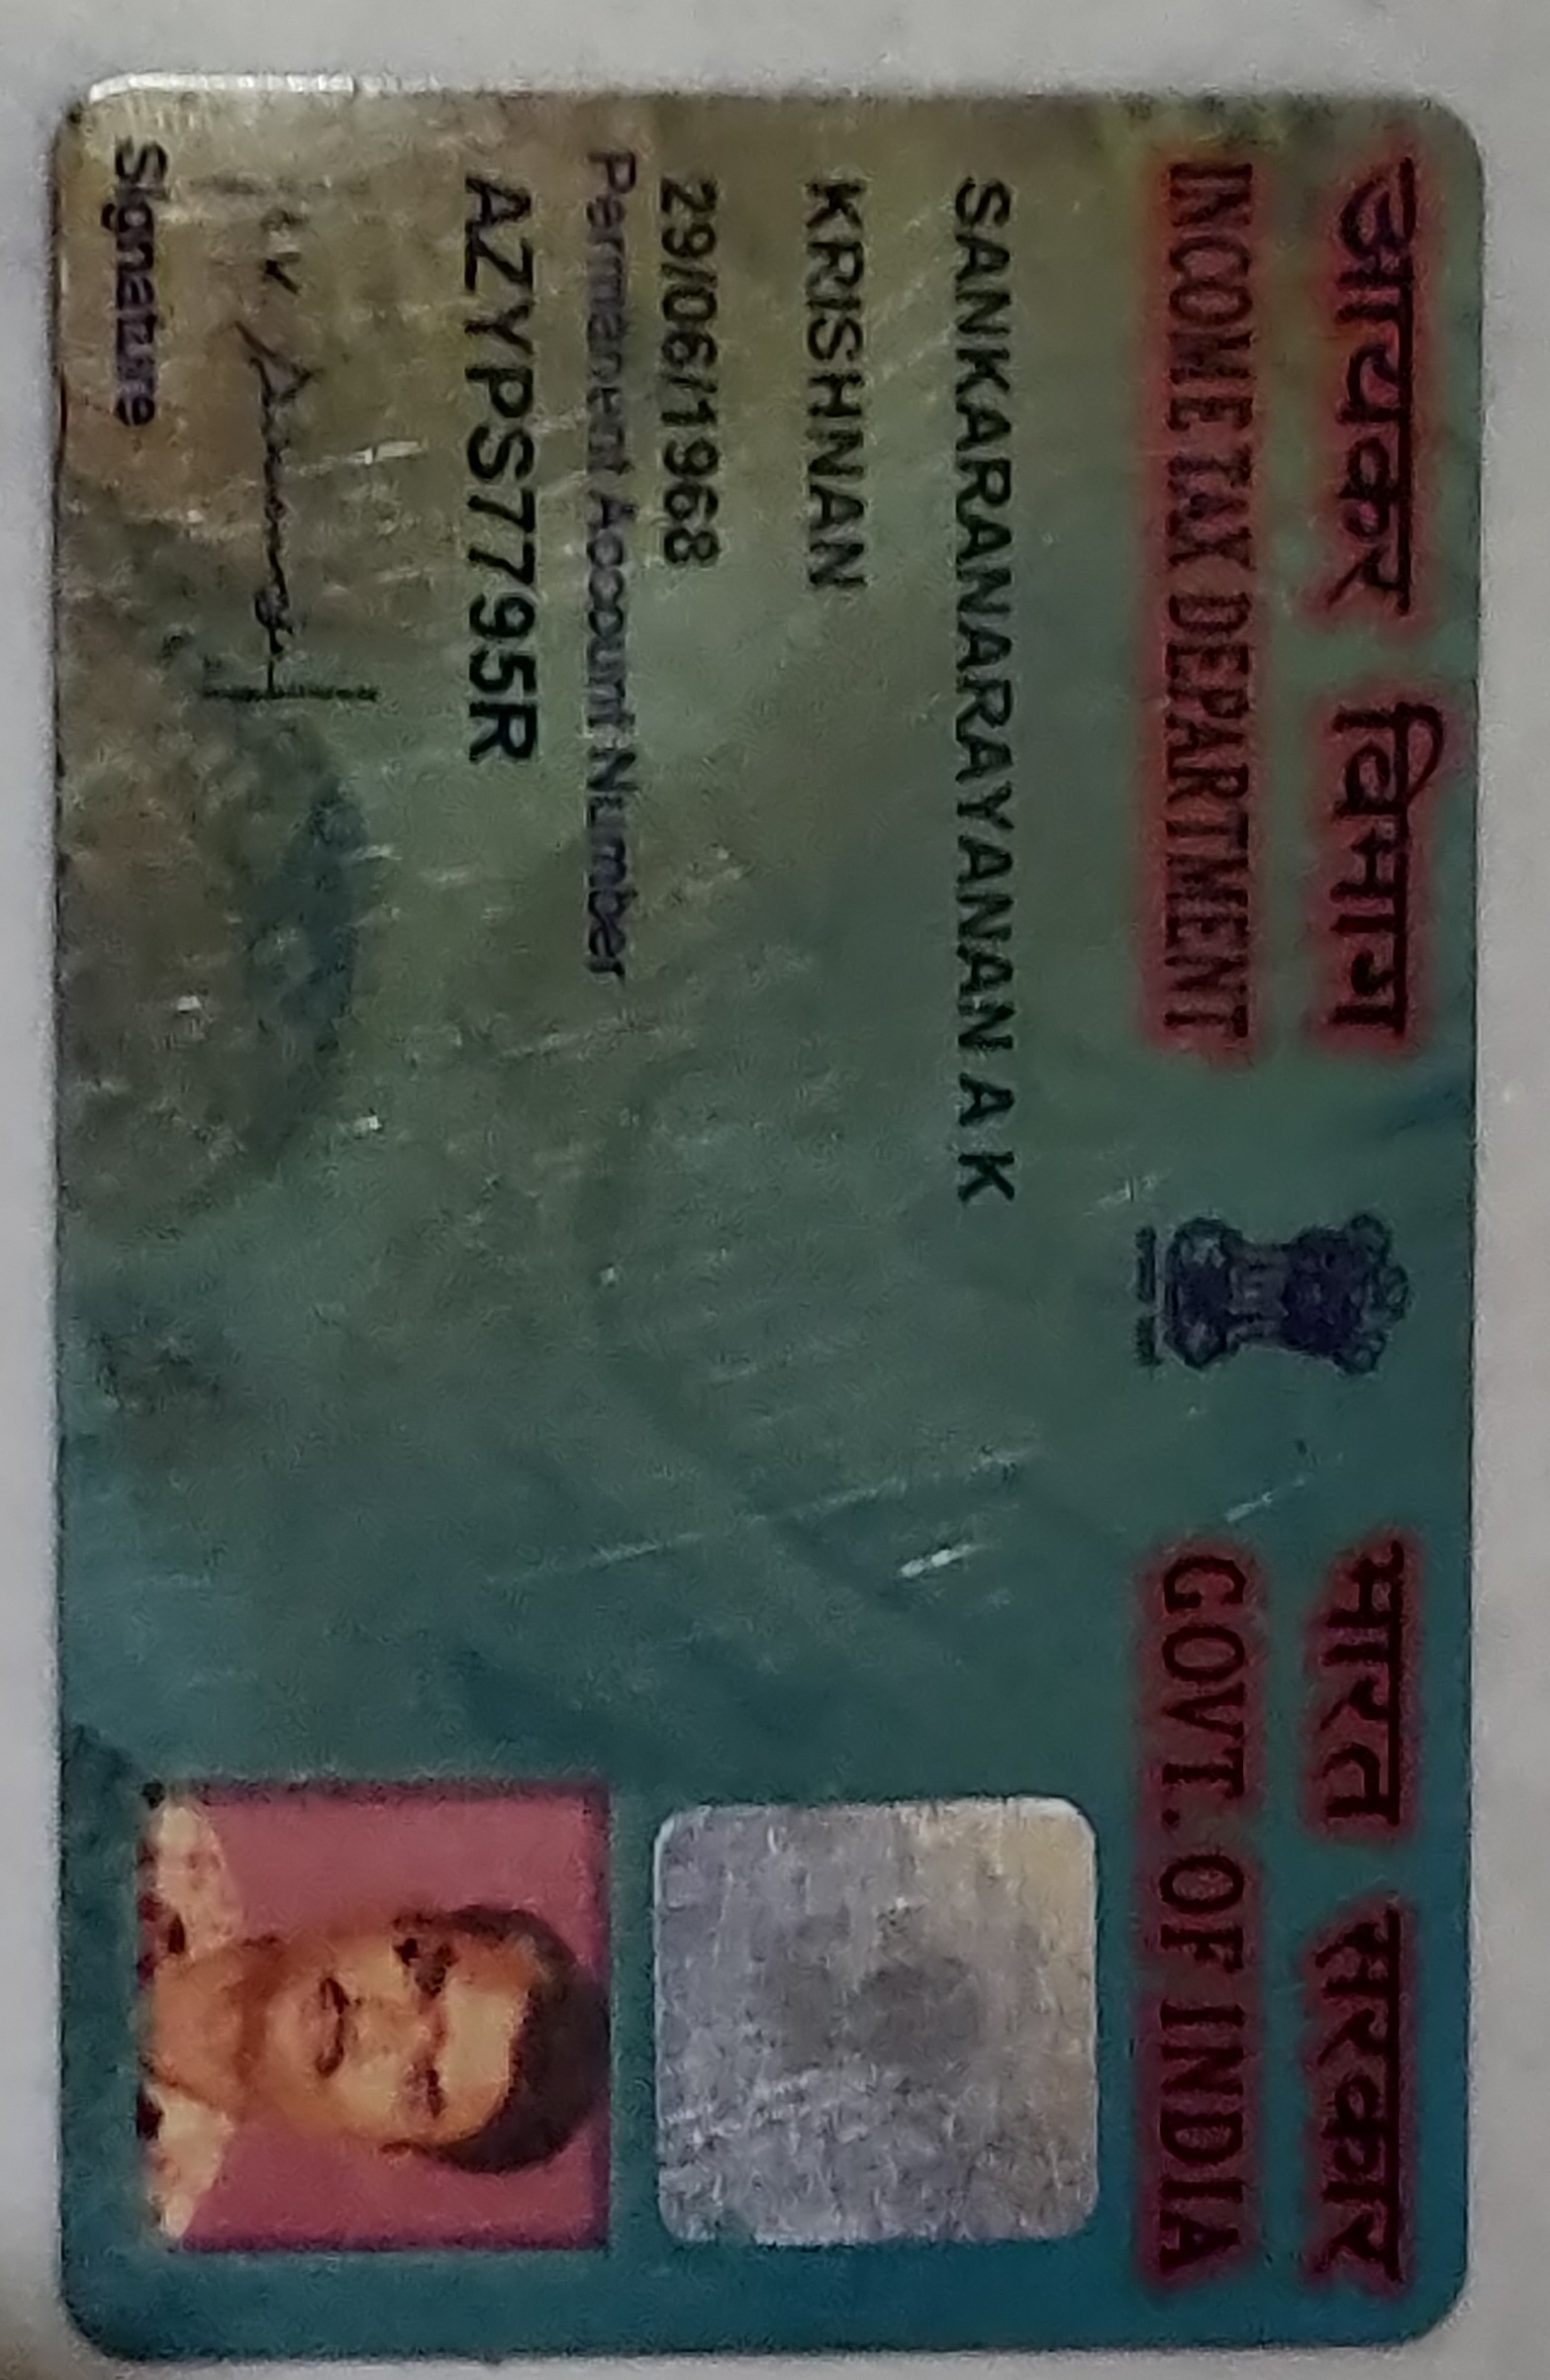 आयकर विभाग
INCOME TAX DEPARTMENT
भारत सरकार
GOVT. OF INDIA
SANKARANARAYANAN A K
KRISHNAN
29/06/1968
Permanent Account Number
AZYPS7795R
Signature